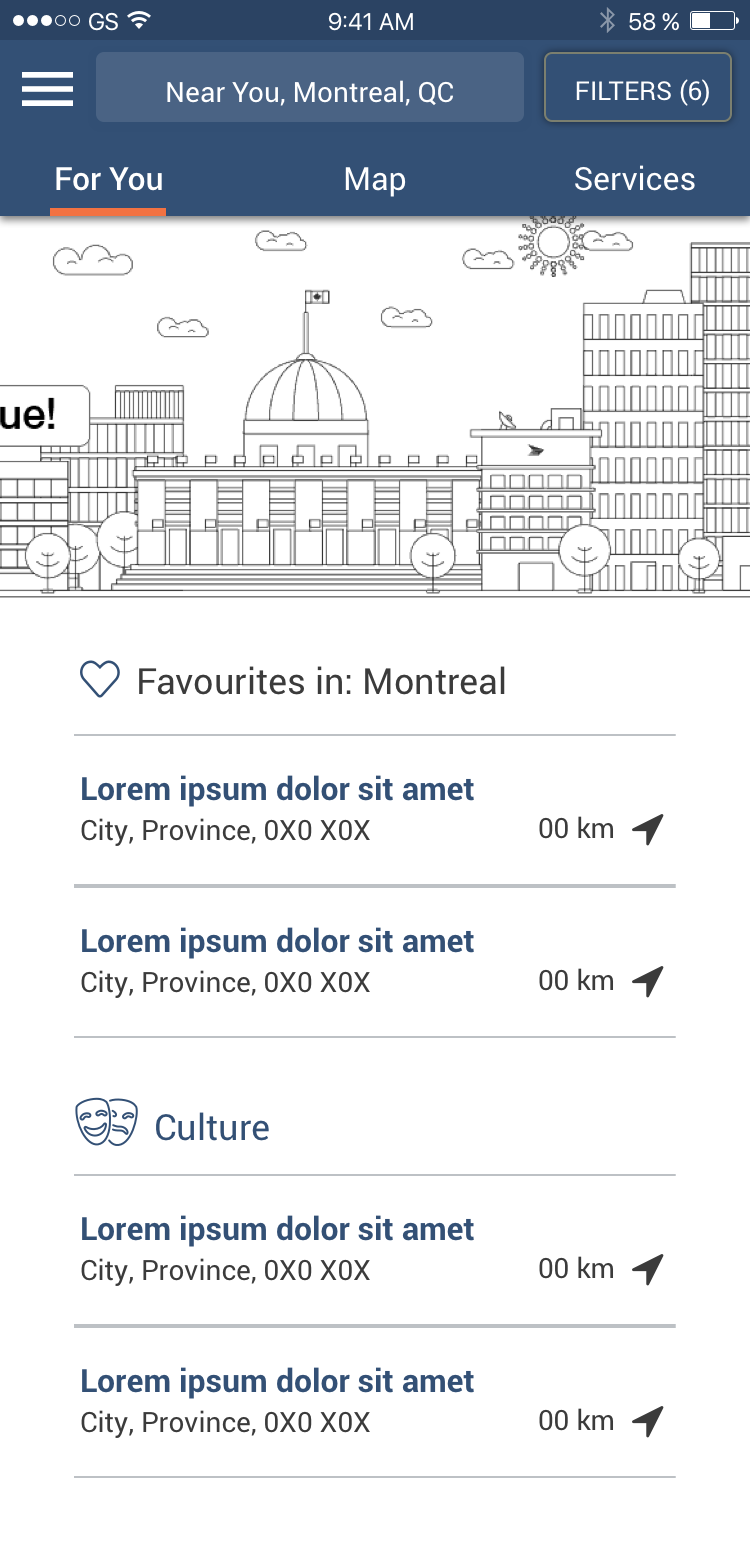 GS 9:41 AM 58 %
Near You, Montreal, QC FILTERS (6)
For You Map Services
ue!
Favourites in: Montreal
Lorem ipsum dolor sit amet
City, Province, 0X0 X0X 00 km
Lorem ipsum dolor sit amet
City, Province, 0X0 X0X 00 km
Culture
Lorem ipsum dolor sit amet
City, Province, 0X0 X0X 00 km
Lorem ipsum dolor sit amet
City, Province, 0X0 X0X 00 km